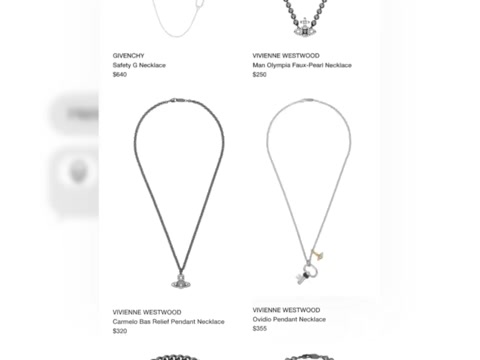 GIVENCHY
Safety G Necklace
$640
VIVIENNE WESTWOOD
Man Olympia Faux-Pearl Necklace
$250
VIVIENNE WESTWOOD
Carmelo Bas Relief Pendant Necklace
$320
VIVIENNE WESTWOOD
Ovidio Pendant Necklace
$355